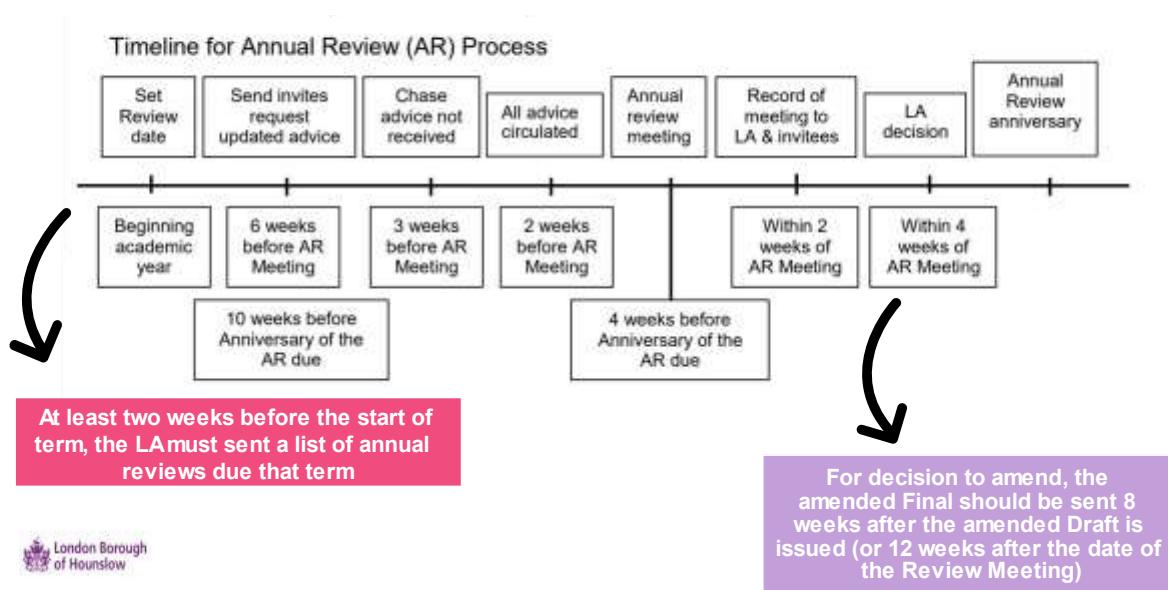 Timeline for Annual Review (AR) Process
Set
Review
date
Send invites
request
updated advice
Chase
advice not
received
All advice
circulated
Annual
review
meeting
Record of
meeting to
LA & invitees
LA
decision
Annual
Review
anniversary
Beginning
academic
year
6 weeks
before AR
Meeting
3 weeks
before AR
Meeting
2 weeks
before AR
Meeting
Within 2
weeks of
AR Meeting
Within 4
weeks of
AR Meeting
10 weeks before
Anniversary of the
AR due
4 weeks before
Anniversary of the
AR due
At least two weeks before the start of
term, the LA must sent a list of annual
reviews due that term
For decision to amend, the
amended Final should be sent 8
weeks after the amended Draft is
issued (or 12 weeks after the date of
the Review Meeting)
London Borough
of Hounslow